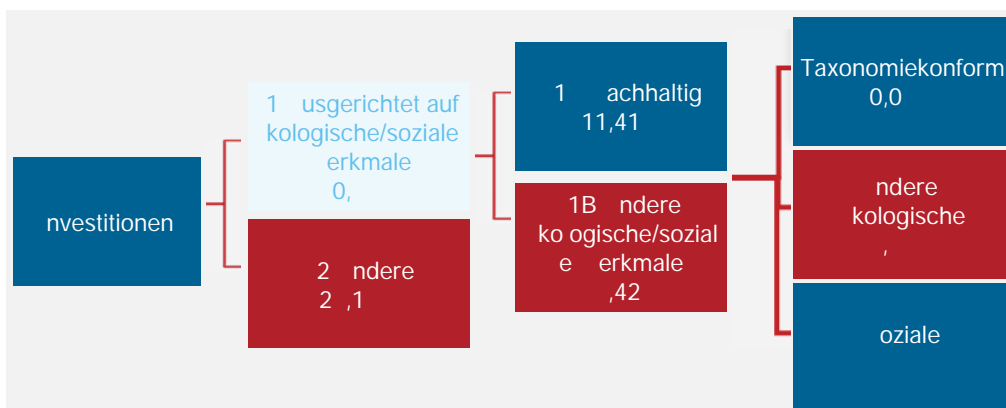 nvestitionen
1 usgerichtet auf
kologische/soziale
erkmale
0,
2 ndere
2 ,1
1 achhaltig
11,41
1B ndere
ko ogische/sozial
e erkmale
,42
Taxonomiekonform
0,0
ndere
kologische
,
oziale